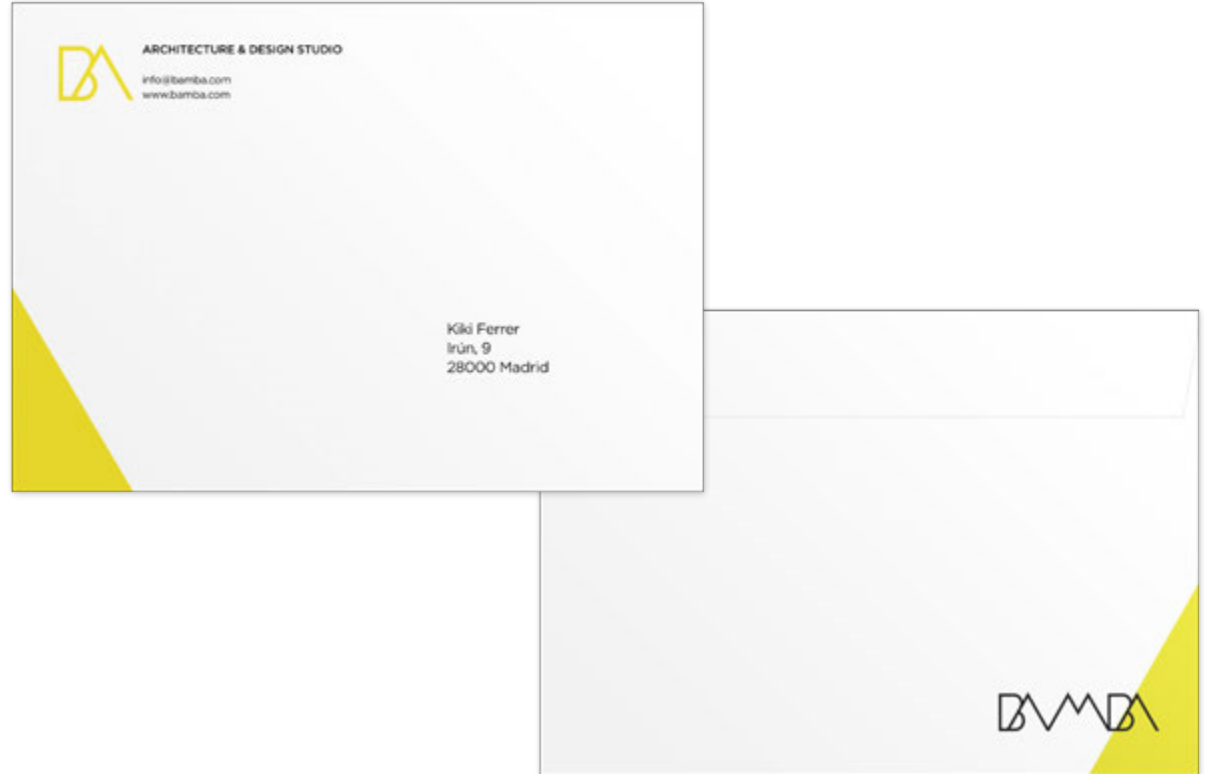 BA
ARCHITECTURE & DESIGN STUDIO
info@bamba.com
www.bamba.com
Kiki Ferrer
Irún, 9
28000 Madrid
BAMBA